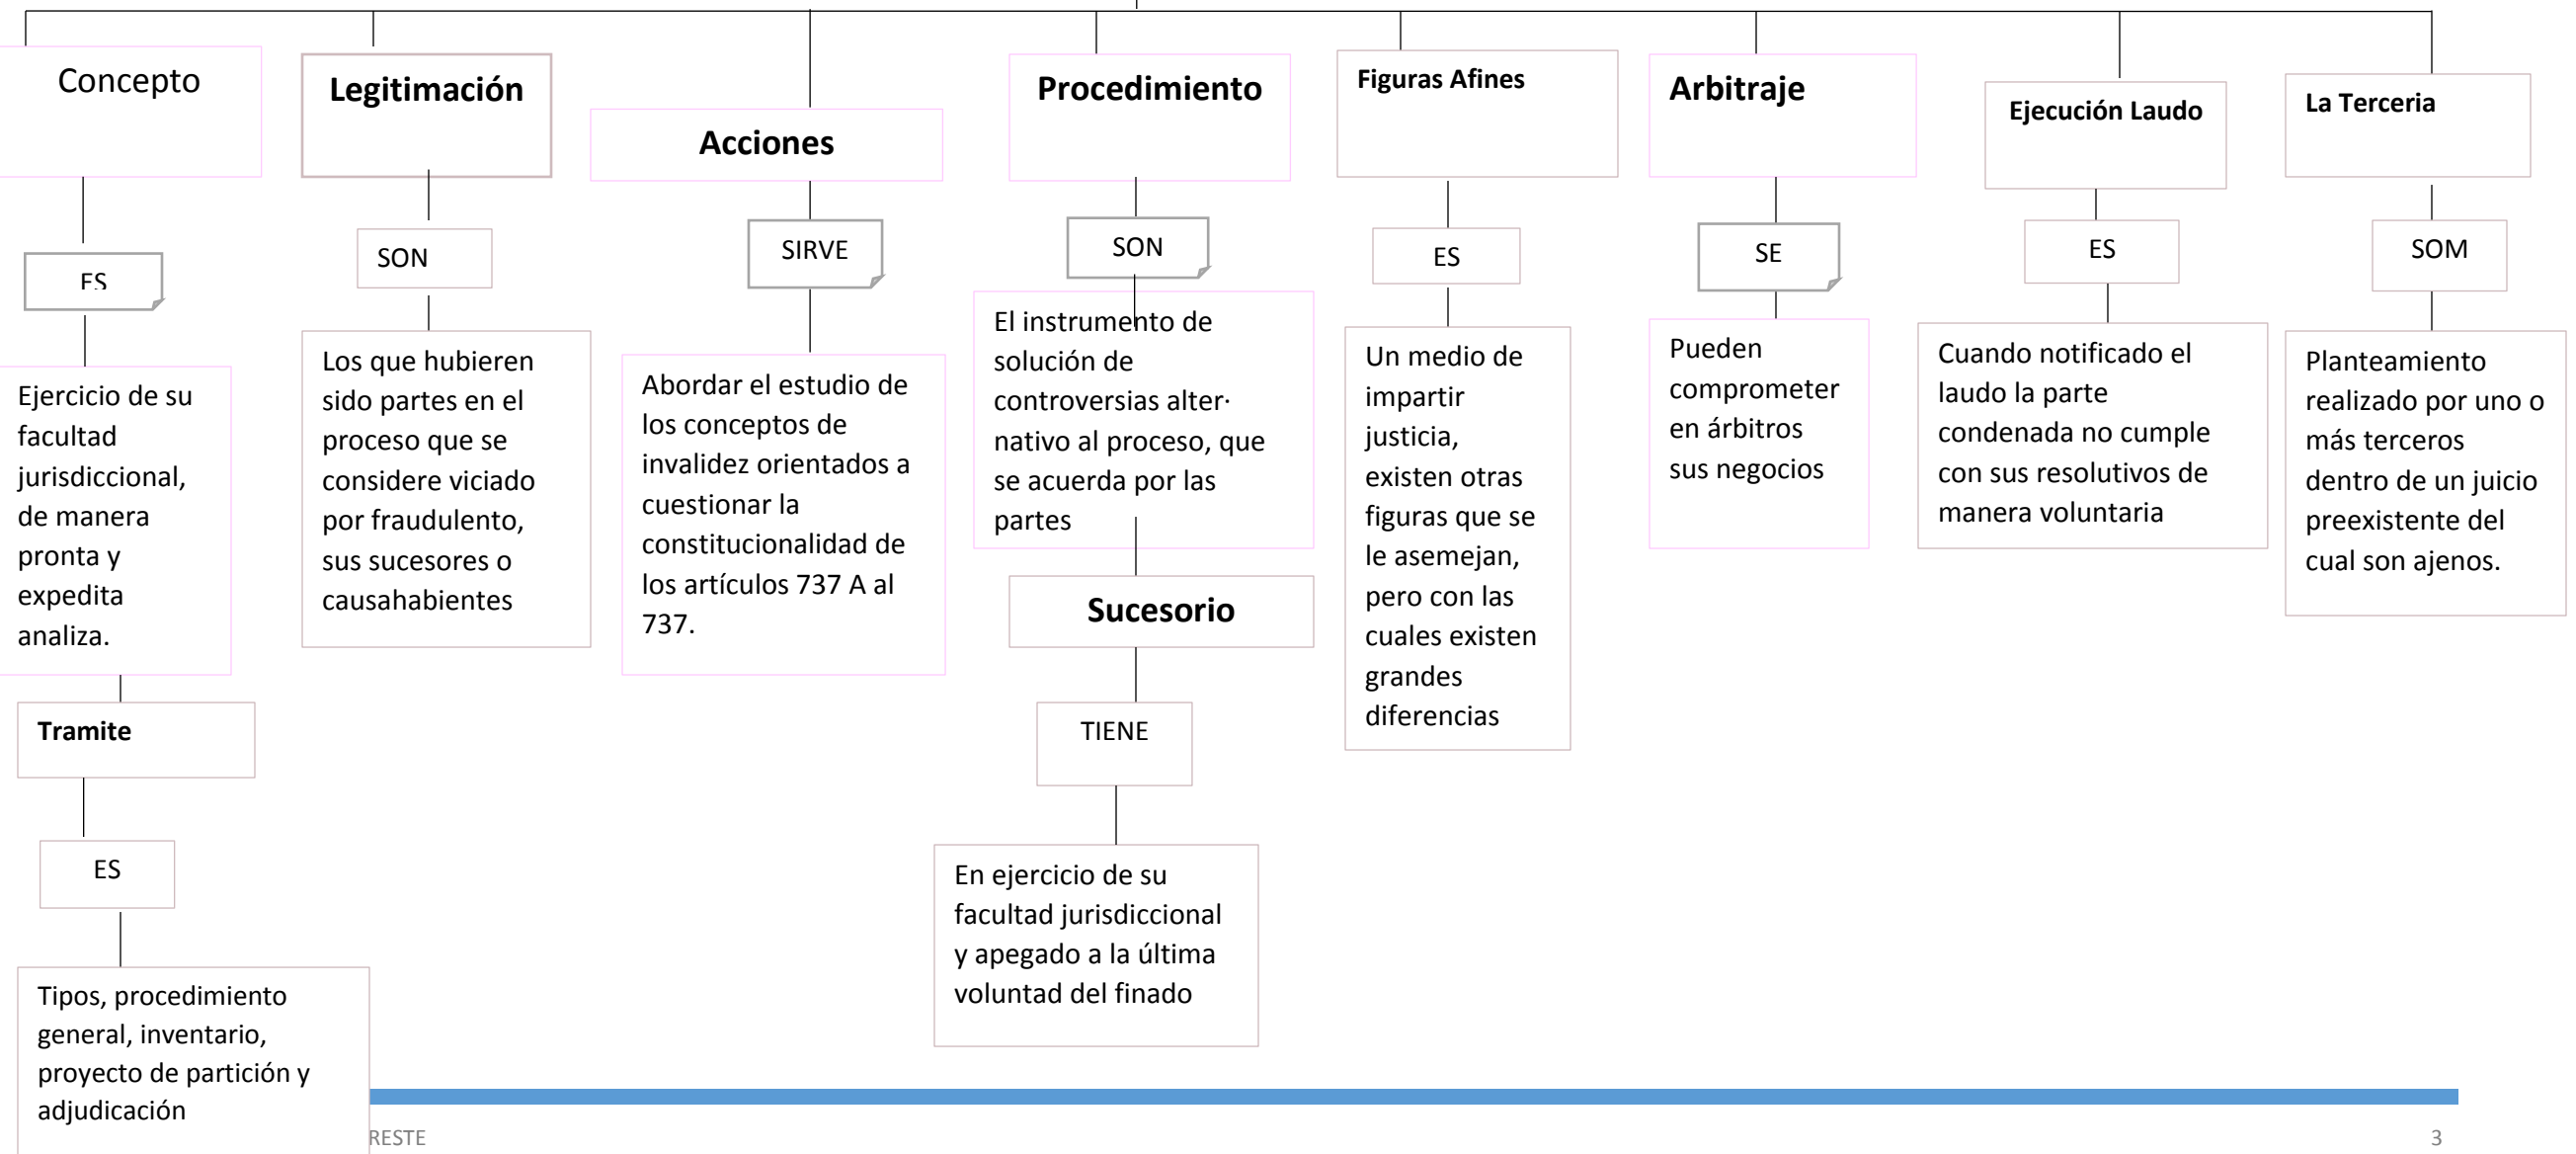 Concepto
ES
Ejercicio de su
facultad
jurisdiccional,
de manera
pronta y
expedita
analiza.
Tramite
ES
Tipos, procedimiento
general, inventario,
proyecto de partición y
adjudicación
Legitimación
SON
Los que hubieren
sido partes en el
proceso que se
considere viciado
por fraudulento,
sus sucesores o
causahabientes
Acciones
SIRVE
Abordar el estudio de
los conceptos de
invalidez orientados a
cuestionar la
constitucionalidad de
los artículos 737 A al
737.
Procedimiento
SON
El instrumento de
solución de
controversias alter·
nativo al proceso, que
se acuerda por las
partes
Sucesorio
TIENE
En ejercicio de su
facultad jurisdiccional
y apegado a la última
voluntad del finado
Figuras Afines
ES
Un medio de
impartir
justicia,
existen otras
figuras que se
le asemejan,
pero con las
cuales existen
grandes
diferencias
Arbitraje
SE
Pueden
comprometer
en árbitros
sus negocios
Ejecución Laudo
ES
Cuando notificado el
laudo la parte
condenada no cumple
con sus resolutivos de
manera voluntaria
La Terceria
SOM
Planteamiento
realizado por uno o
más terceros
dentro de un juicio
preexistente del
cual son ajenos.
RESTE
3